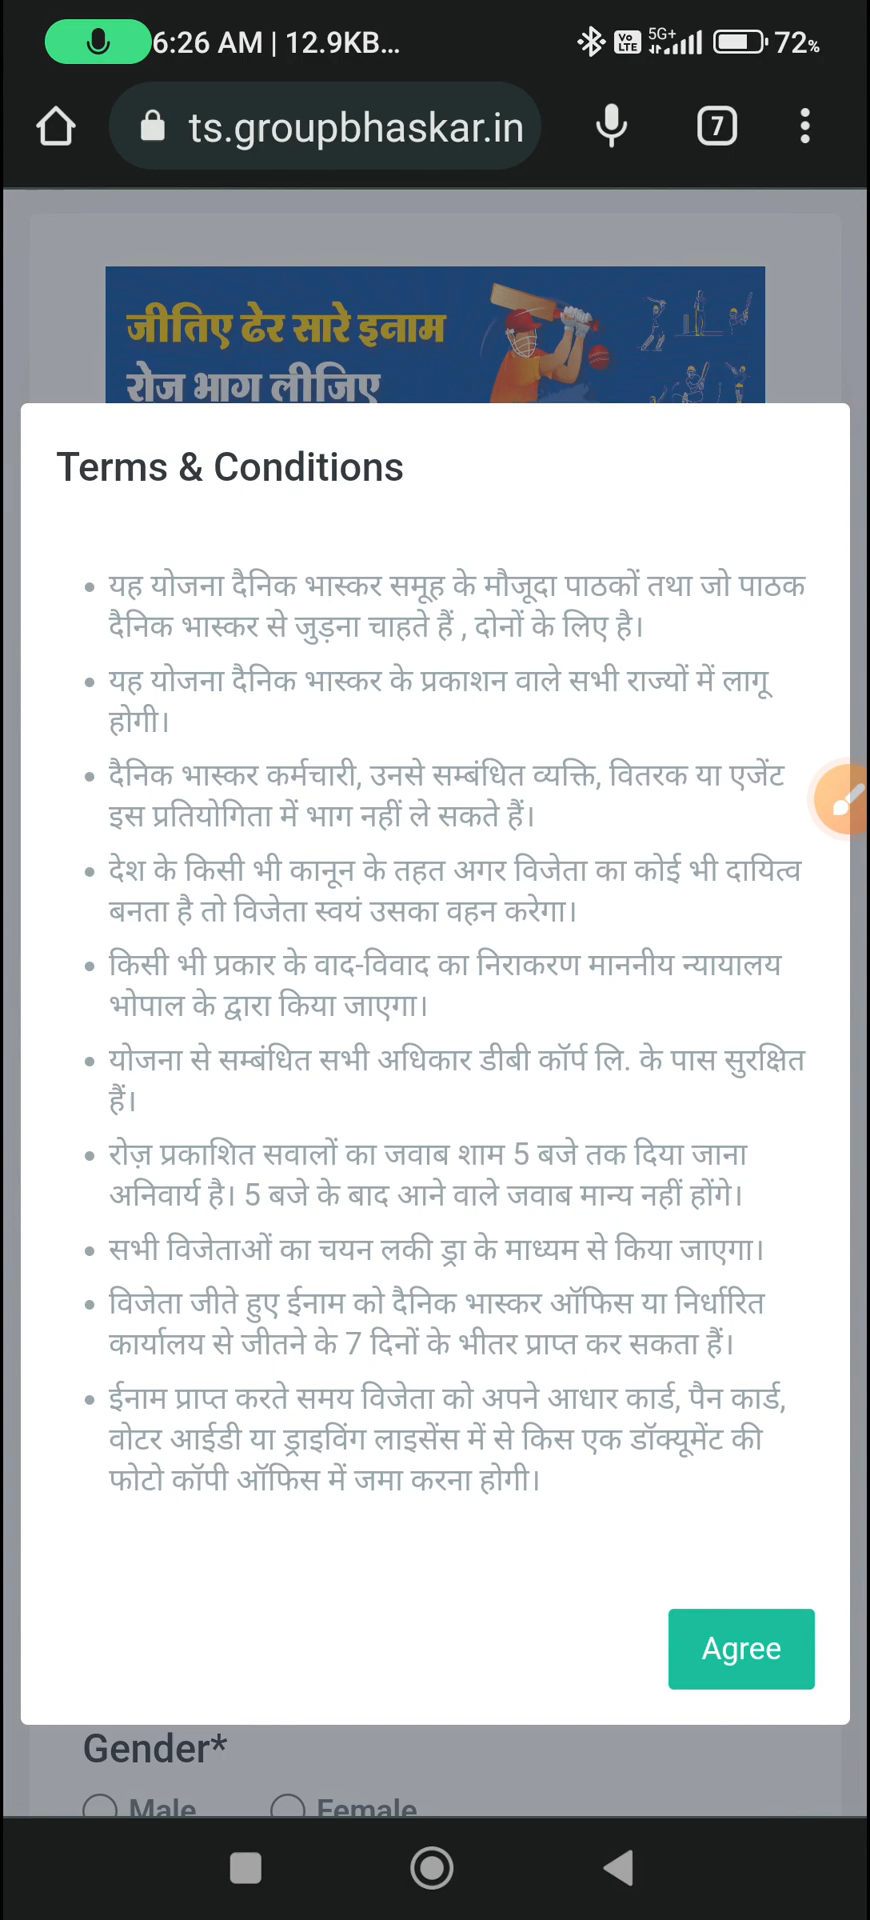 6:26 AM | 12.9KB...
Vo LTE 5G+ 72%
ts.groupbhaskar.in 7
जीतिए ढेर सारे इनाम
रोज भाग लीजिए
Terms & Conditions
• यह योजना दैनिक भास्कर समूह के मौजूदा पाठकों तथा जो पाठक
दैनिक भास्कर से जुड़ना चाहते हैं , दोनों के लिए है।
• यह योजना दैनिक भास्कर के प्रकाशन वाले सभी राज्यों में लागू
होगी।
• दैनिक भास्कर कर्मचारी, उनसे सम्बंधित व्यक्ति, वितरक या एजेंट
इस प्रतियोगिता में भाग नहीं ले सकते हैं।
• देश के किसी भी कानून के तहत अगर विजेता का कोई भी दायित्व
बनता है तो विजेता स्वयं उसका वहन करेगा।
• किसी भी प्रकार के वाद-विवाद का निराकरण माननीय न्यायालय
भोपाल के द्वारा किया जाएगा।
• योजना से सम्बंधित सभी अधिकार डीबी कॉर्प लि. के पास सुरक्षित
हैं।
• रोज़ प्रकाशित सवालों का जवाब शाम 5 बजे तक दिया जाना
अनिवार्य है। 5 बजे के बाद आने वाले जवाब मान्य नहीं होंगे।
• सभी विजेताओं का चयन लकी ड्रा के माध्यम से किया जाएगा।
• विजेता जीते हुए ईनाम को दैनिक भास्कर ऑफिस या निर्धारित
कार्यालय से जीतने के 7 दिनों के भीतर प्राप्त कर सकता हैं।
• ईनाम प्राप्त करते समय विजेता को अपने आधार कार्ड, पैन कार्ड,
वोटर आईडी या ड्राइविंग लाइसेंस में से किस एक डॉक्यूमेंट की
फोटो कॉपी ऑफिस में जमा करना होगी।
Agree
Gender*
Male Female